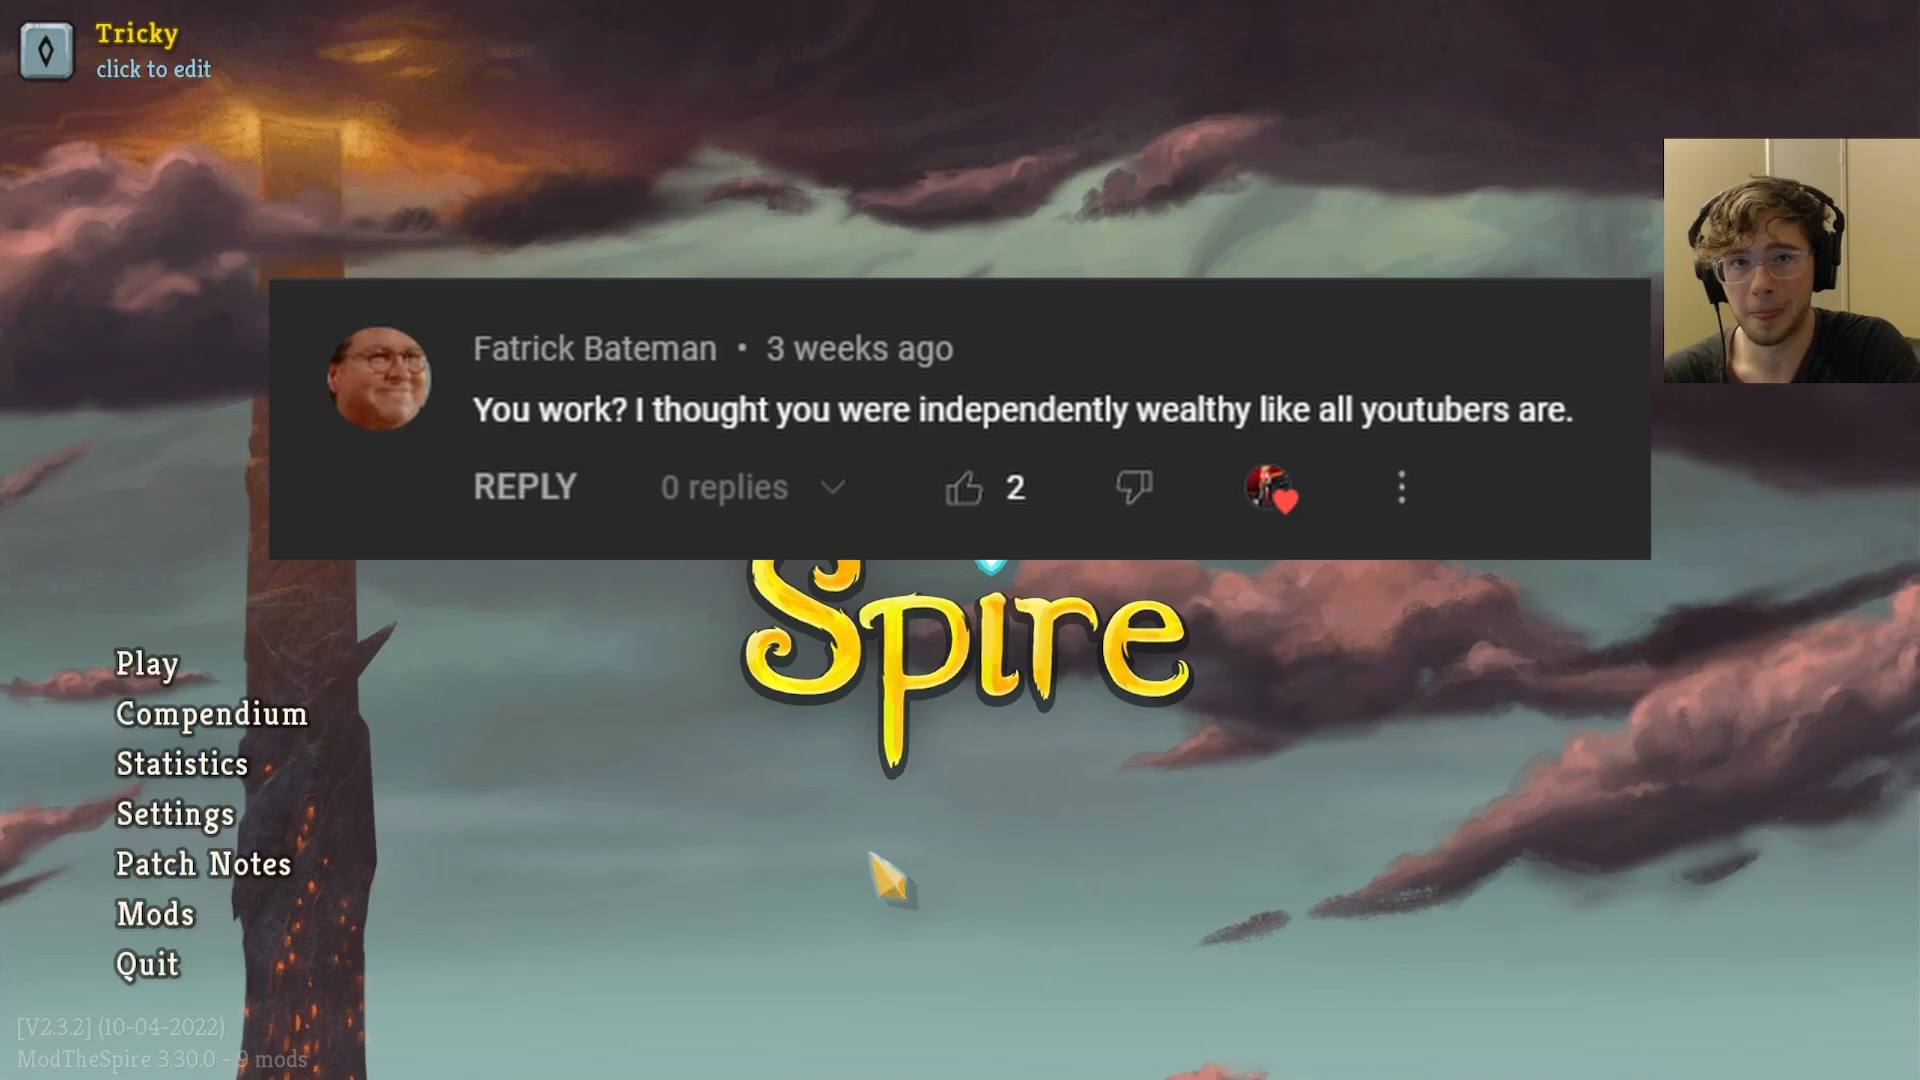 Tricky
click to edit
Fatrick Bateman • 3 weeks ago
You work? I thought you were independently wealthy like all youtubers are.
REPLY 0 replies 2
Spire
Play
Compendium
Statistics
Settings
Patch Notes
Mods
Quit
[V2.3.2] (10-04-2022)
ModTheSpire 3.30.0 - 9 mods